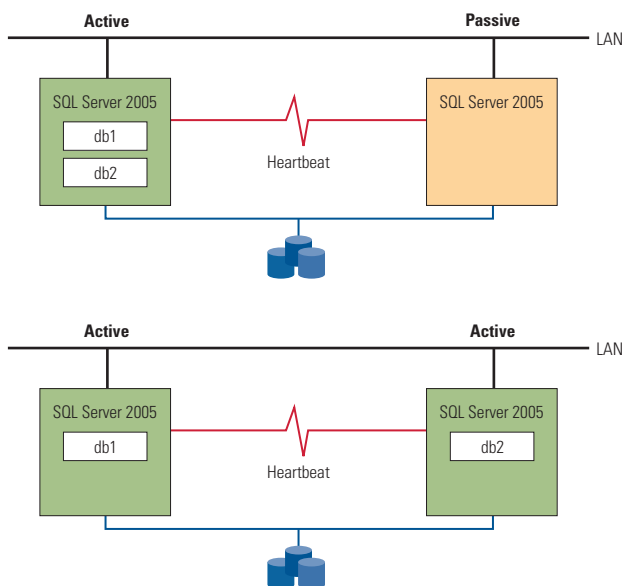 Active
Passive
LAN
SQL Server 2005
SQL Server 2005
db1
db2
Heartbeat
Active
Active
LAN
SQL Server 2005
SQL Server 2005
db1
db2
Heartbeat